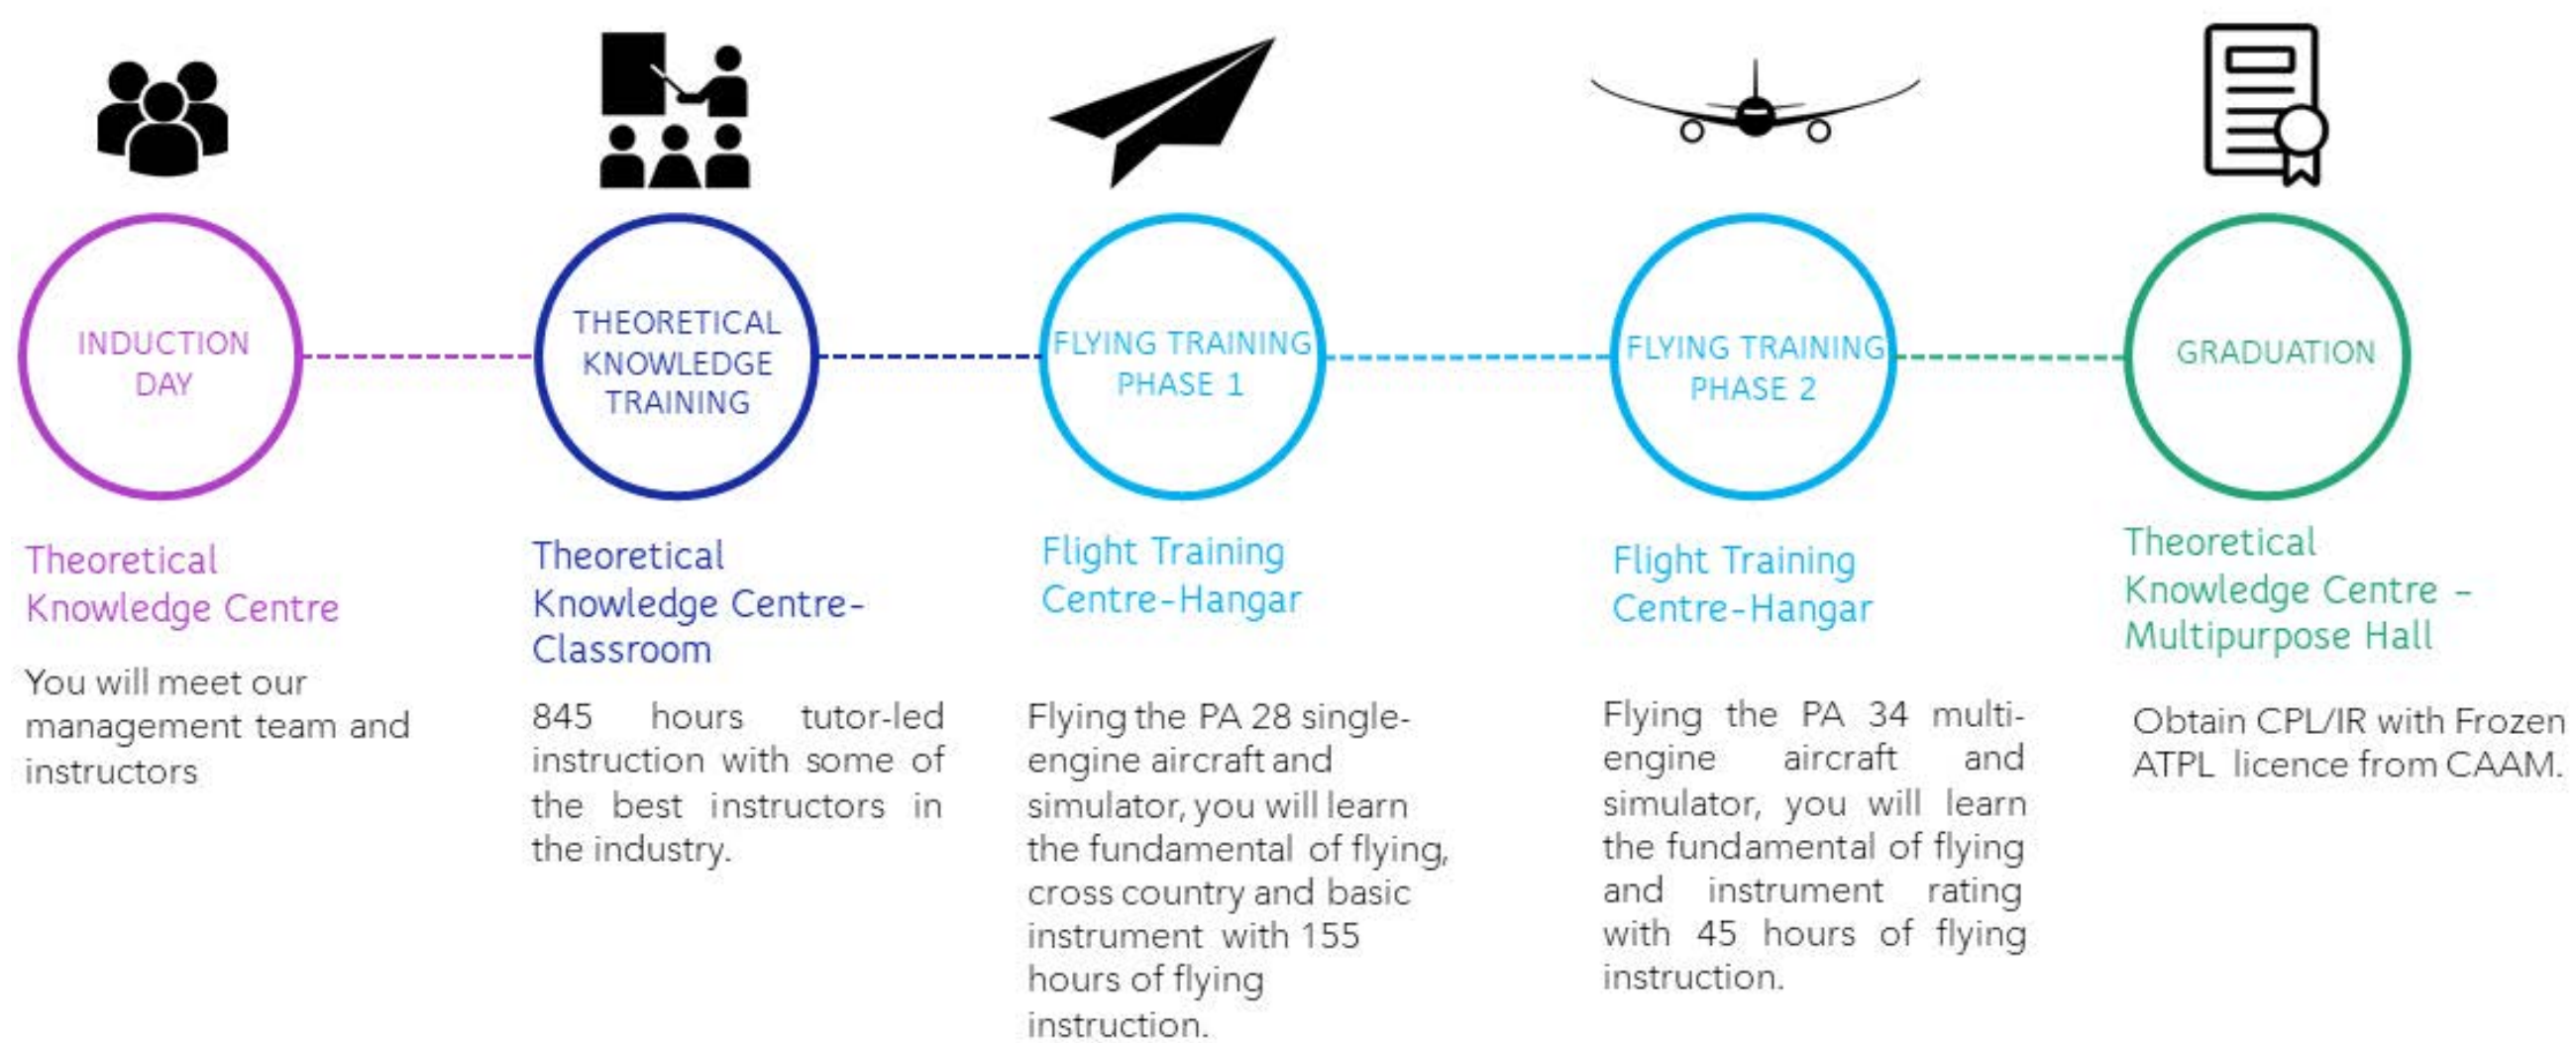 INDUCTION
DAY
THEORETICAL
KNOWLEDGE
TRAINING
FLYING TRAINING
PHASE 1
FLYING TRAINING
PHASE 2
GRADUATION
Theoretical
Knowledge Centre
You will meet our
management team and
instructors
Theoretical
Knowledge Centre-
Classroom
845 hours tutor-led
instruction with some of
the best instructors in
the industry.
Flight Training
Centre-Hangar
Flying the PA 28 single-
engine aircraft and
simulator, you will learn
the fundamental of flying,
cross country and basic
instrument with 155
hours of flying
instruction.
Flight Training
Centre-Hangar
Flying the PA 34 multi-
engine aircraft and
simulator, you will learn
the fundamental of flying
and instrument rating
with 45 hours of flying
instruction.
Theoretical
Knowledge Centre –
Multipurpose Hall
Obtain CPL/IR with Frozen
ATPL licence from CAAM.